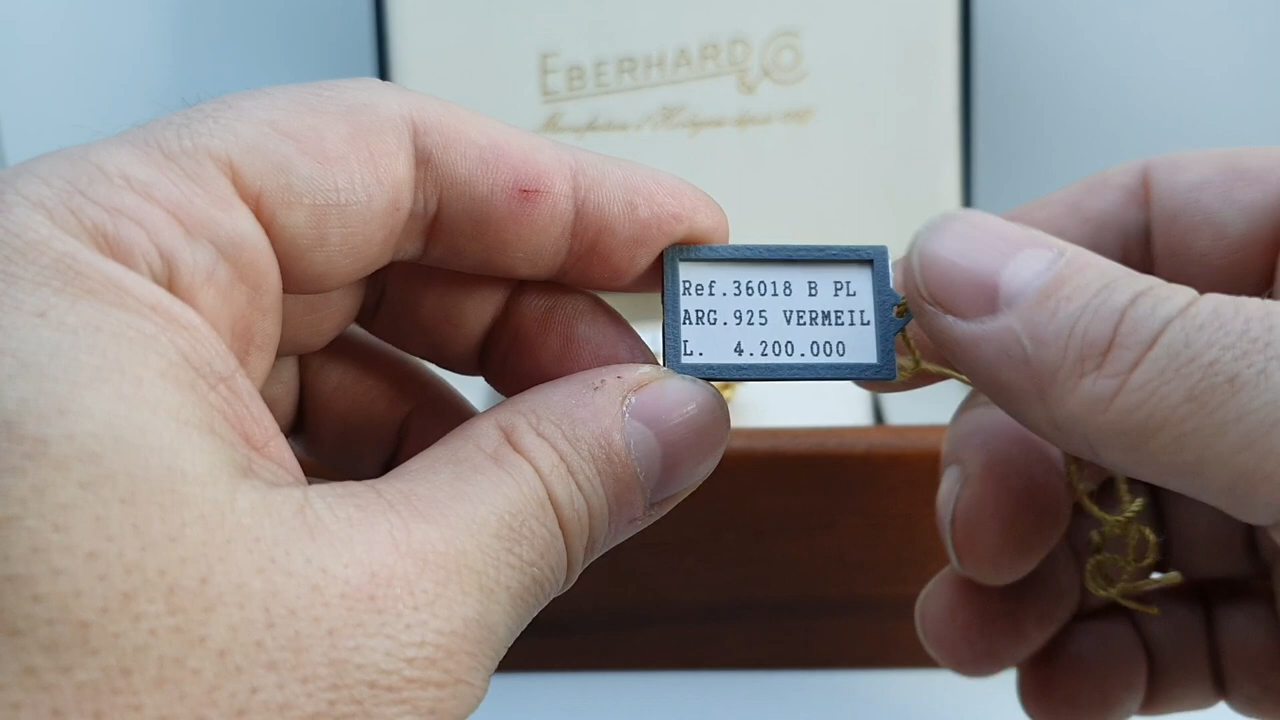 EBERHARD & CO
Ref.36018 B PL
ARG.925 VERMEIL
L. 4.200.000